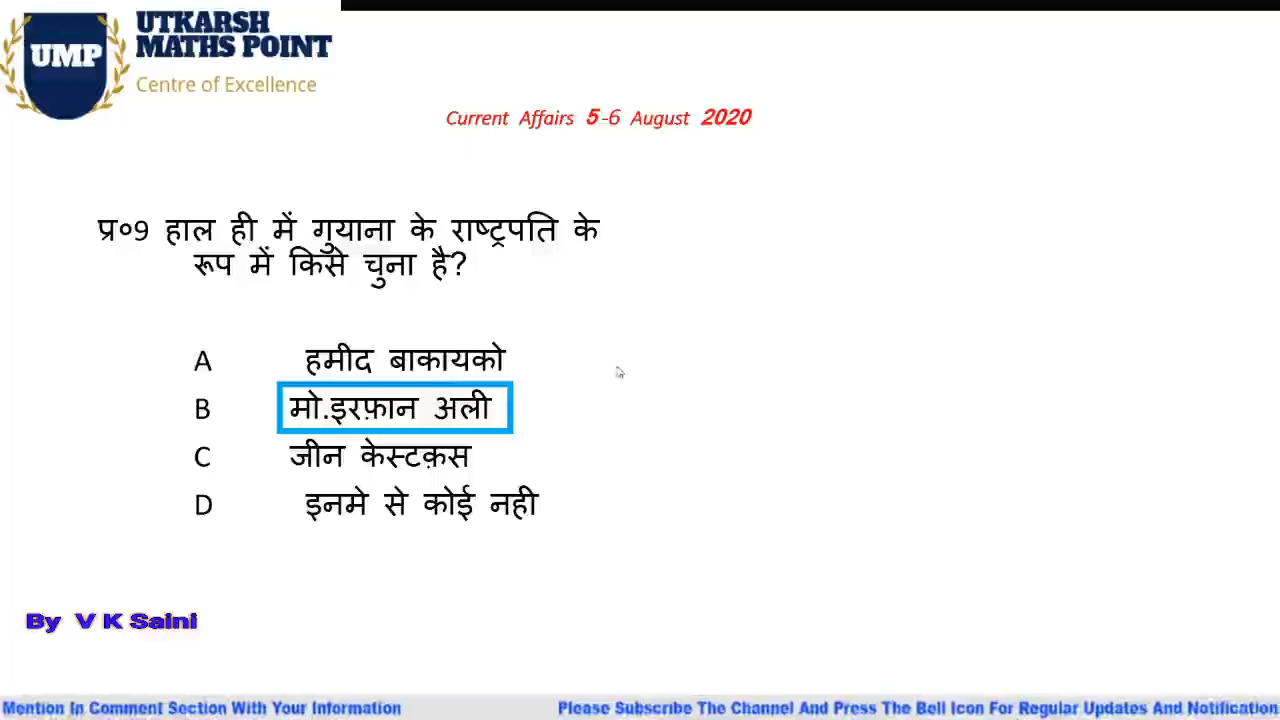 UMP
UTKARSH
MATHS POINT
Centre of Excellence
Current Affairs 5-6 August 2020
प्र०9 हाल ही में गुयाना के राष्ट्रपति के
रूप में किसे चुना है?
A हमीद बाकायको
B मो.इरफ़ान अली
C जीन केस्टक़स
D इनमे से कोई नही
By V K Saini
Mention In Comment Section With Your Information Please Subscribe The Channel And Press The Bell Icon For Regular Updates And Notification